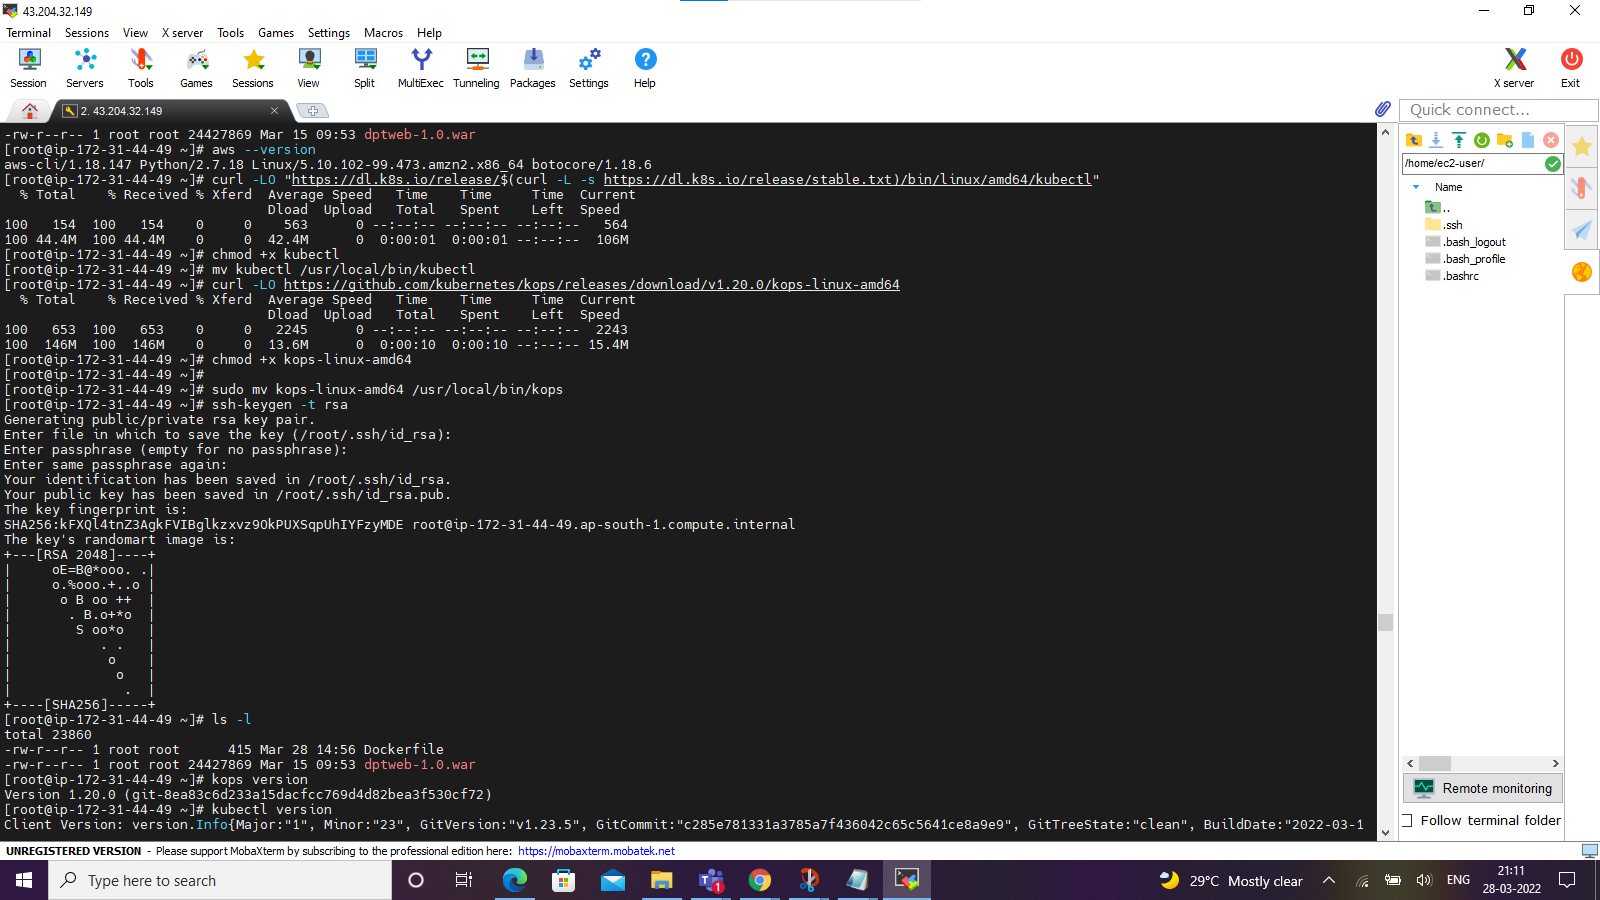 43.204.32.149
Terminal Sessions View X server Tools Games Settings Macros Help
Session Servers Tools Games Sessions View Split MultiExec Tunneling Packages Settings Help X server Exit
2. 43.204.32.149
Quick connect...
-rw-r--r-- 1 root root 24427869 Mar 15 09:53 dptweb-1.0.war
[root@ip-172-31-44-49 ~]# aws --version
aws-cli/1.18.147 Python/2.7.18 Linux/5.10.102-99.473.amzn2.x86_64 botocore/1.18.6
[root@ip-172-31-44-49 ~]# curl -LO "https://dl.k8s.io/release/$(curl -L -s https://dl.k8s.io/release/stable.txt)/bin/linux/amd64/kubectl"
  % Total    % Received % Xferd  Average Speed   Time    Time     Time  Current
                                 Dload  Upload   Total   Spent    Left  Speed
100   154  100   154    0     0    563      0 --:--:-- --:--:-- --:--:--   564
100 44.4M  100 44.4M    0     0  42.4M      0  0:00:01  0:00:01 --:--:--  106M
[root@ip-172-31-44-49 ~]# chmod +x kubectl
[root@ip-172-31-44-49 ~]# mv kubectl /usr/local/bin/kubectl
[root@ip-172-31-44-49 ~]# curl -LO https://github.com/kubernetes/kops/releases/download/v1.20.0/kops-linux-amd64
  % Total    % Received % Xferd  Average Speed   Time    Time     Time  Current
                                 Dload  Upload   Total   Spent    Left  Speed
100   653  100   653    0     0   2245      0 --:--:-- --:--:-- --:--:--  2243
100  146M  100  146M    0     0  13.6M      0  0:00:10  0:00:10 --:--:-- 15.4M
[root@ip-172-31-44-49 ~]# chmod +x kops-linux-amd64
[root@ip-172-31-44-49 ~]#
[root@ip-172-31-44-49 ~]# sudo mv kops-linux-amd64 /usr/local/bin/kops
[root@ip-172-31-44-49 ~]# ssh-keygen -t rsa
Generating public/private rsa key pair.
Enter file in which to save the key (/root/.ssh/id_rsa):
Enter passphrase (empty for no passphrase):
Enter same passphrase again:
Your identification has been saved in /root/.ssh/id_rsa.
Your public key has been saved in /root/.ssh/id_rsa.pub.
The key fingerprint is:
SHA256:kFXQl4tnZ3AgkFVIBglkzxvz9OkPUXSqpUhIYFzyMDE root@ip-172-31-44-49.ap-south-1.compute.internal
The key's randomart image is:
+---[RSA 2048]----+
|     oE=B@*ooo. .|
|     o.%ooo.+..o |
|      o B oo ++  |
|       . B.o+*o  |
|        S oo*o   |
|           . .   |
|            o    |
|             o   |
|              .  |
+----[SHA256]-----+
[root@ip-172-31-44-49 ~]# ls -l
total 23860
-rw-r--r-- 1 root root      415 Mar 28 14:56 Dockerfile
-rw-r--r-- 1 root root 24427869 Mar 15 09:53 dptweb-1.0.war
[root@ip-172-31-44-49 ~]# kops version
Version 1.20.0 (git-8ea83c6d233a15dacfcc769d4d82bea3f530cf72)
[root@ip-172-31-44-49 ~]# kubectl version
Client Version: version.Info{Major:"1", Minor:"23", GitVersion:"v1.23.5", GitCommit:"c285e781331a3785a7f436042c65c5641ce8a9e9", GitTreeState:"clean", BuildDate:"2022-03-1
/home/ec2-user/
Name
..
.ssh
.bash_logout
.bash_profile
.bashrc
Remote monitoring
Follow terminal folder
UNREGISTERED VERSION - Please support MobaXterm by subscribing to the professional edition here: https://mobaxterm.mobatek.net
Type here to search
1
29°C Mostly clear
ENG
21:11
28-03-2022